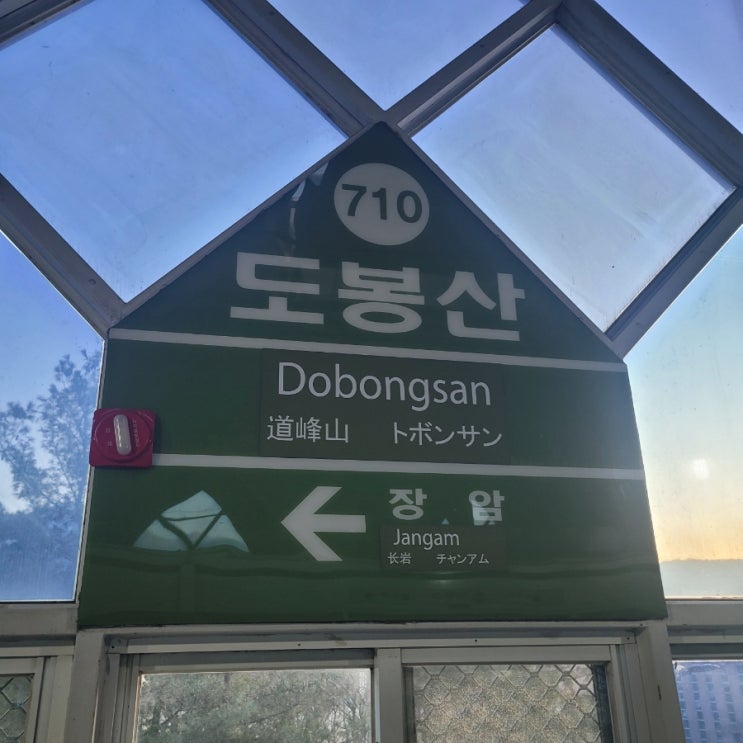 710
도봉산
Dobongsan
道峰山 トボンサン
장 암
Jangam
长岩 チャンアム